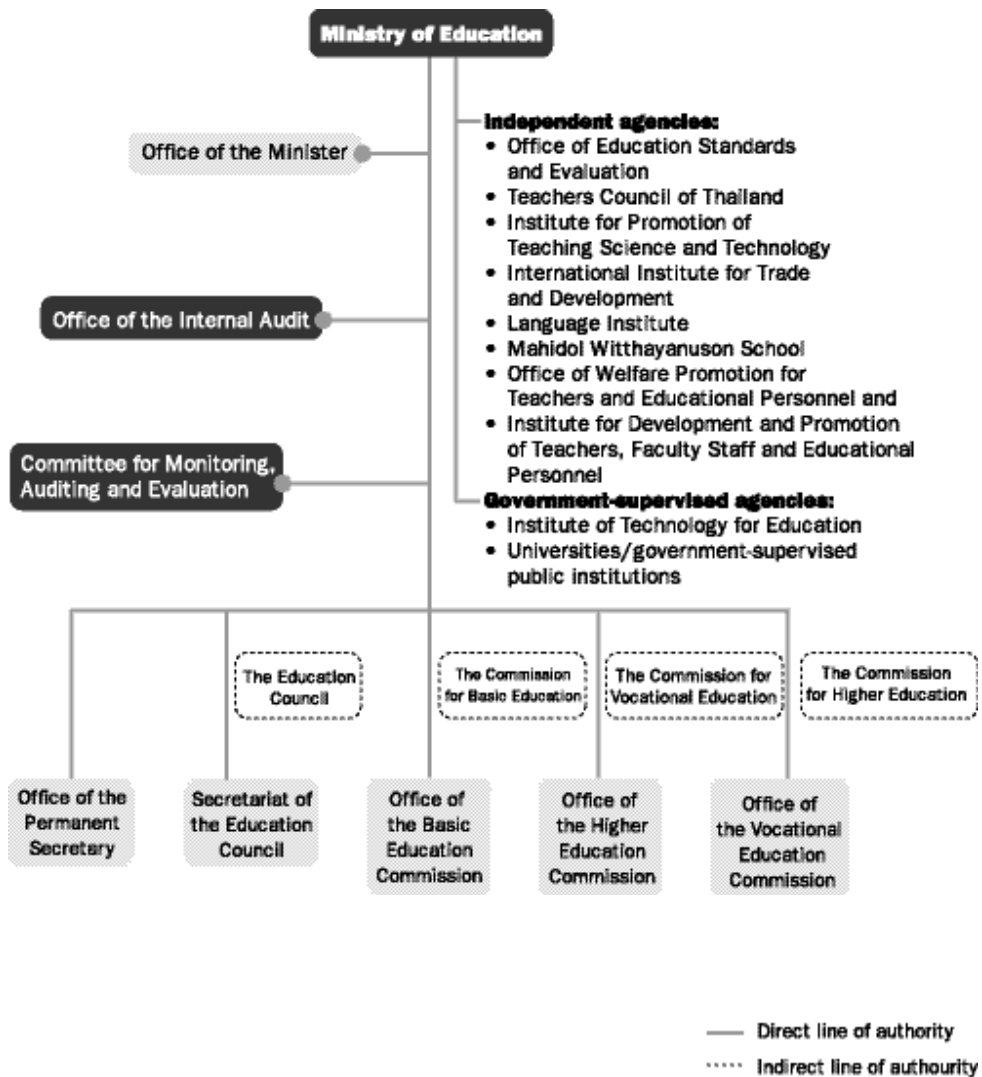 Ministry of Education
Office of the Minister
Independent agencies:
• Office of Education Standards
and Evaluation
• Teachers Council of Thailand
• Institute for Promotion of
Teaching Science and Technology
• International Institute for Trade
and Development
• Language Institute
• Mahidol Witthayanuson School
• Office of Welfare Promotion for
Teachers and Educational Personnel and
• Institute for Development and Promotion
of Teachers, Faculty Staff and Educational
Personnel
Office of the Internal Audit
Committee for Monitoring,
Auditing and Evaluation
Government-supervised agencies:
• Institute of Technology for Education
• Universities/government-supervised
public institutions
The Education
Council
The Commission
for Basic Education
The Commission for
Vocational Education
The Commission
for Higher Education
Office of the
Permanent
Secretary
Secretariat of
the Education
Council
Office of
the Basic
Education
Commission
Office of
the Higher
Education
Commission
Office of
the Vocational
Education
Commission
Direct line of authority
Indirect line of authourity